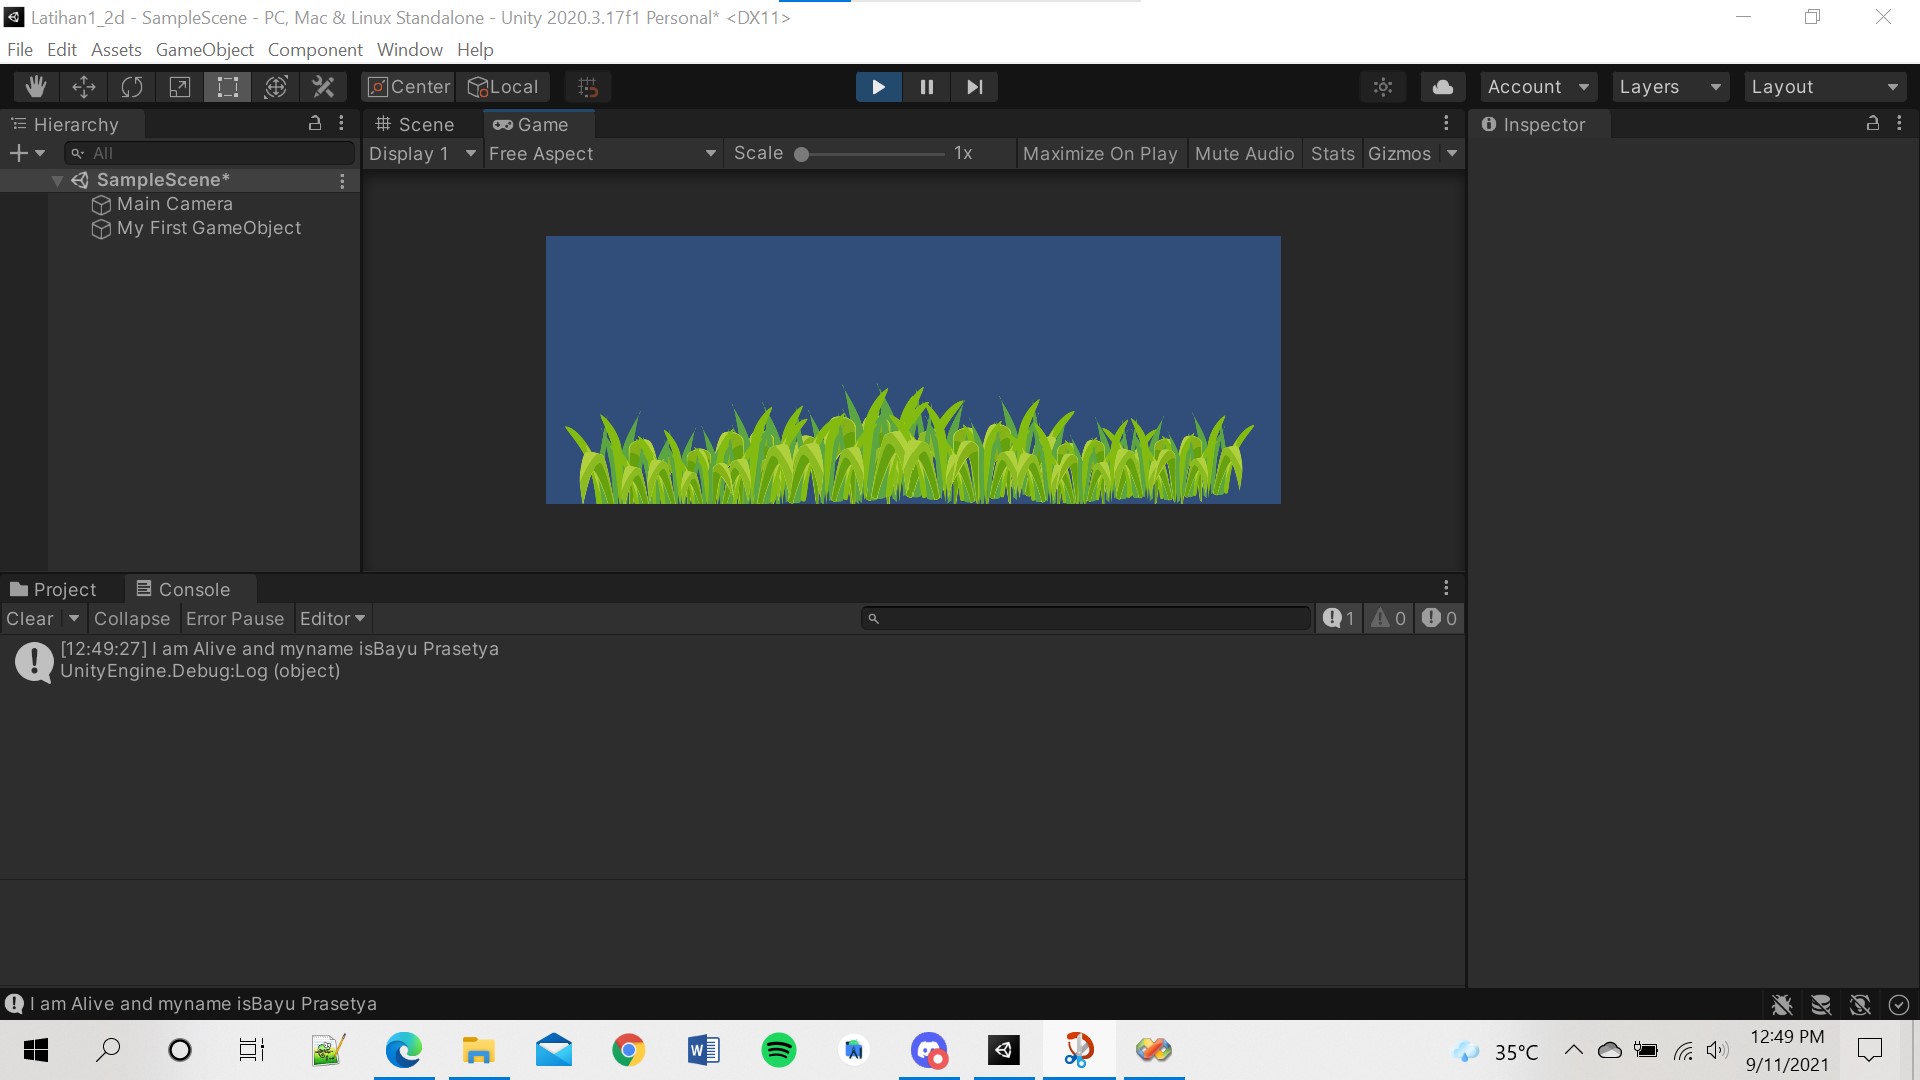 Latihan1_2d - SampleScene - PC, Mac & Linux Standalone - Unity 2020.3.17f1 Personal* <DX11>
File Edit Assets GameObject Component Window Help
Center Local Account Layers Layout
Hierarchy
All
SampleScene*
Main Camera
My First GameObject
Scene Game
Display 1 Free Aspect Scale 1x Maximize On Play Mute Audio Stats Gizmos
Inspector
Project Console
Clear Collapse Error Pause Editor 1 0 0
[12:49:27] I am Alive and myname isBayu Prasetya
UnityEngine.Debug:Log (object)
I am Alive and myname isBayu Prasetya
35°C
12:49 PM
9/11/2021